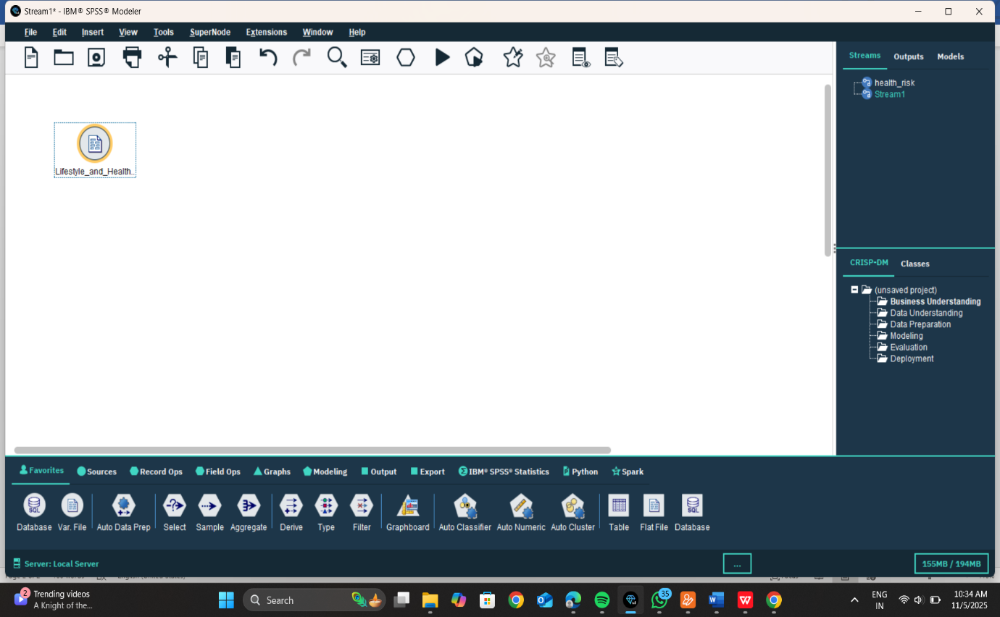 Stream1* - IBM® SPSS® Modeler
File Edit Insert View Tools SuperNode Extensions Window Help
Streams Outputs Models
health_risk
Stream1
Lifestyle_and_Health..
CRISP-DM Classes
(unsaved project)
Business Understanding
Data Understanding
Data Preparation
Modeling
Evaluation
Deployment
Favorites Sources Record Ops Field Ops Graphs Modeling Output Export IBM® SPSS® Statistics Python Spark
SQL
SQL
Database Var. File Auto Data Prep Select Sample Aggregate Derive Type Filter Graphboard Auto Classifier Auto Numeric Auto Cluster Table Flat File Database
Server: Local Server
...
155MB / 194MB
2
Trending videos
A Knight of the...
Search
35
ENG
IN
10:34 AM
11/5/2025